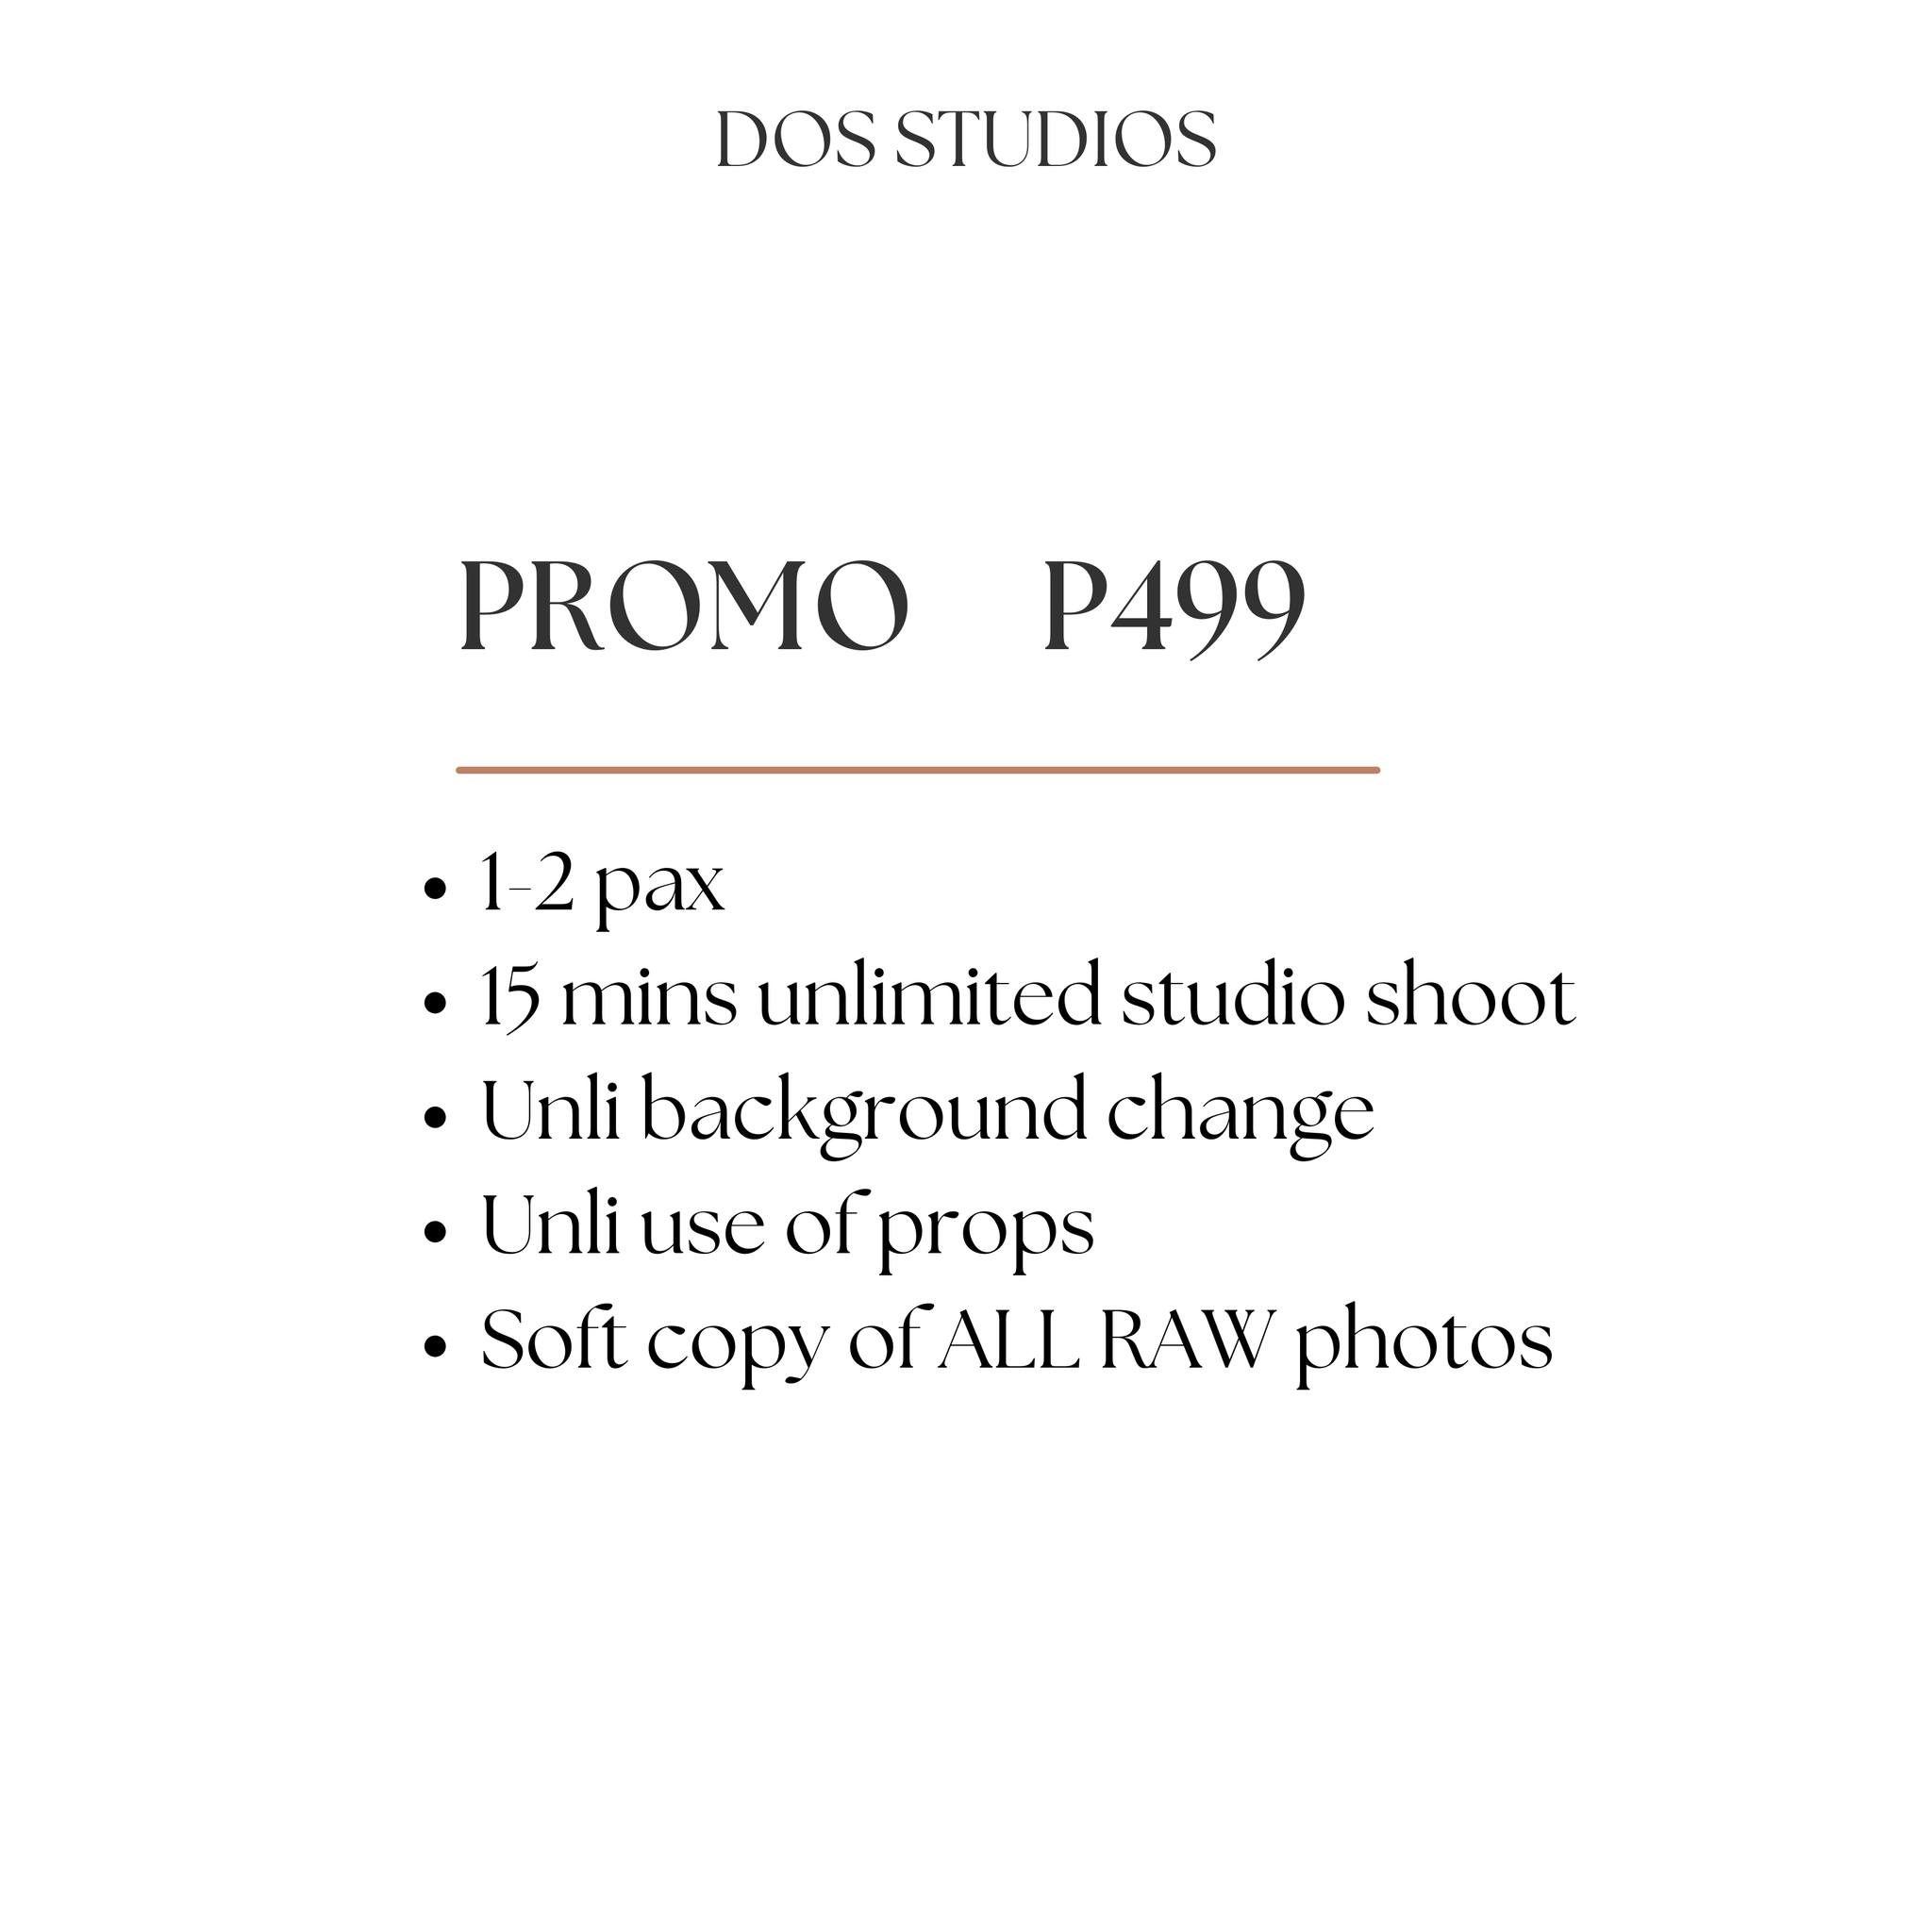 DOS STUDIOS
PROMO P499
• 1-2 pax
• 15 mins unlimited studio shoot
• Unli background change
• Unli use of props
• Soft copy of ALL RAW photos